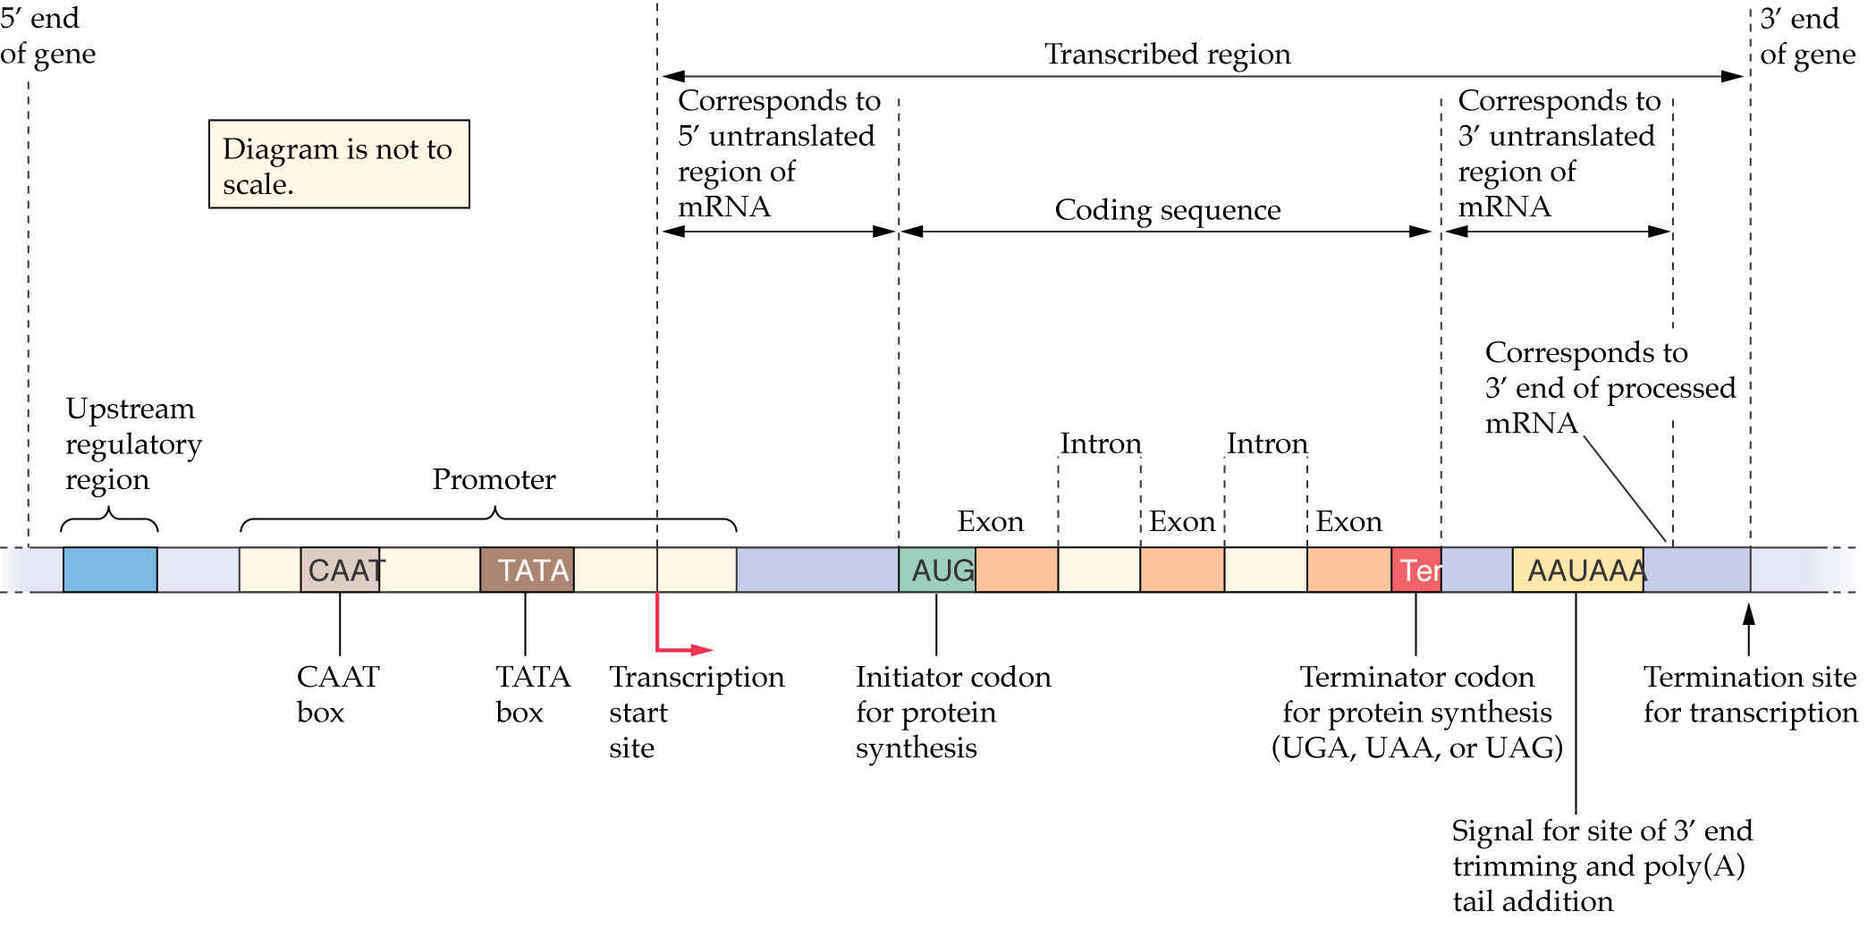 5′ end
of gene
3′ end
of gene
Transcribed region
Diagram is not to
scale.
Corresponds to
5′ untranslated
region of
mRNA
Coding sequence
Corresponds to
3′ untranslated
region of
mRNA
Corresponds to
3′ end of processed
mRNA
Upstream
regulatory
region
Promoter
Exon
Intron
Exon
Intron
Exon
CAAT
TATA
AUG
Ter
AAUAAA
CAAT
box
TATA
box
Transcription
start
site
Initiator codon
for protein
synthesis
Terminator codon
for protein synthesis
(UGA, UAA, or UAG)
Termination site
for transcription
Signal for site of 3′ end
trimming and poly(A)
tail addition